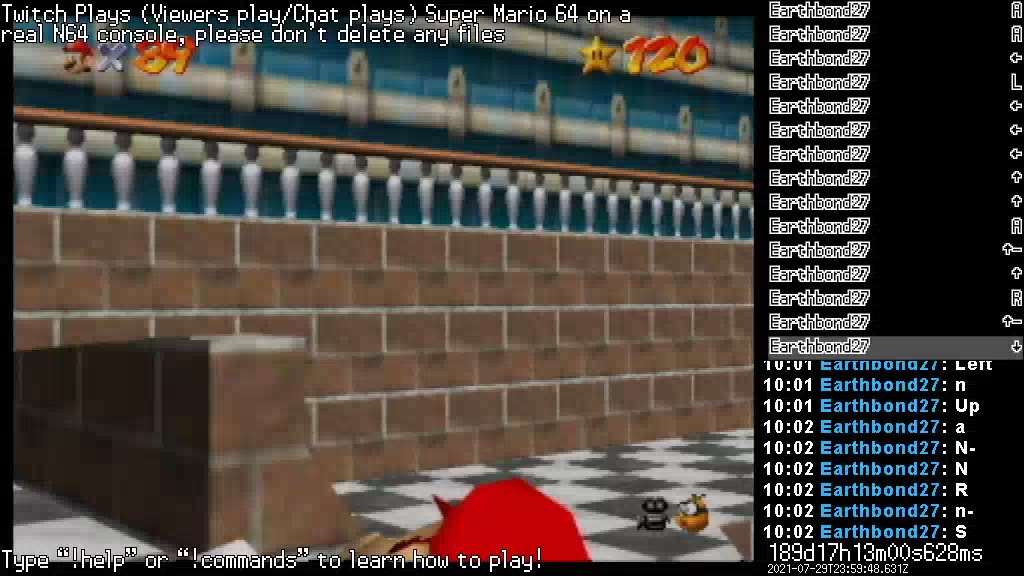 Twitch Plays (Viewers play/Chat plays) Super Mario 64 on a
real N64 console, please don't delete any files
120
Earthbond27 A
Earthbond27 A
Earthbond27 ←
Earthbond27 L
Earthbond27 ←
Earthbond27 ←
Earthbond27 ←
Earthbond27 ↑
Earthbond27 ↑
Earthbond27 A
Earthbond27 ↑-
Earthbond27 ↑
Earthbond27 R
Earthbond27 ↑-
Earthbond27 ↓
10:01 Earthbond27: Left
10:01 Earthbond27: n
10:01 Earthbond27: Up
10:02 Earthbond27: a
10:02 Earthbond27: N-
10:02 Earthbond27: N
10:02 Earthbond27: R
10:02 Earthbond27: n-
10:02 Earthbond27: S
189d17h13m00s628ms
2021-07-29T23:59:48.631Z
Type "!help" or "!commands" to learn how to play!